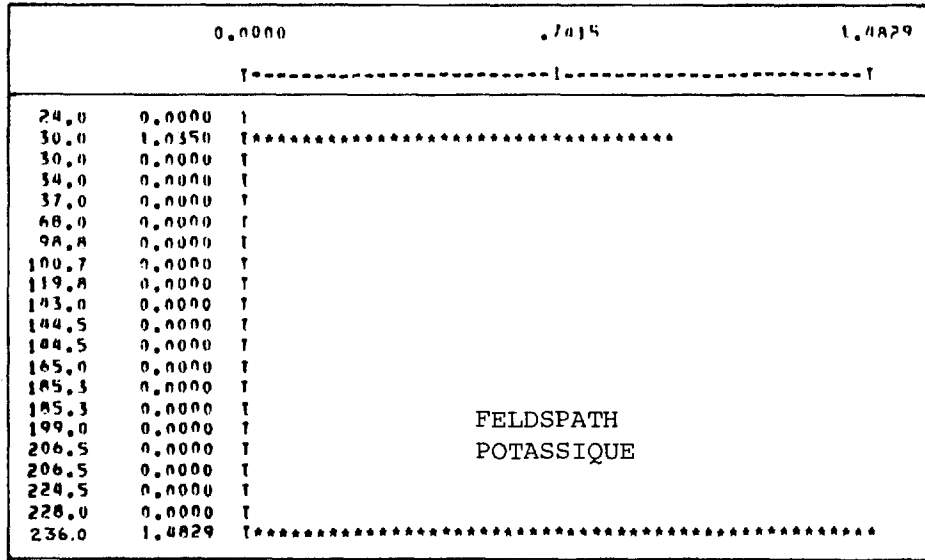 0.0000 .7415 1.4829
I-----------------------I-----------------------I
24.0 0.0000 I
30.0 1.0350 I*********************************
30.0 0.0000 I
34.0 0.0000 I
37.0 0.0000 I
68.0 0.0000 I
98.8 0.0000 I
100.7 0.0000 I
119.8 0.0000 I
143.0 0.0000 I
144.5 0.0000 I
144.5 0.0000 I
165.0 0.0000 I
185.3 0.0000 I
185.3 0.0000 I
199.0 0.0000 I
206.5 0.0000 I
206.5 0.0000 I
224.5 0.0000 I
228.0 0.0000 I
236.0 1.4829 I************************************************
FELDSPATH
POTASSIQUE